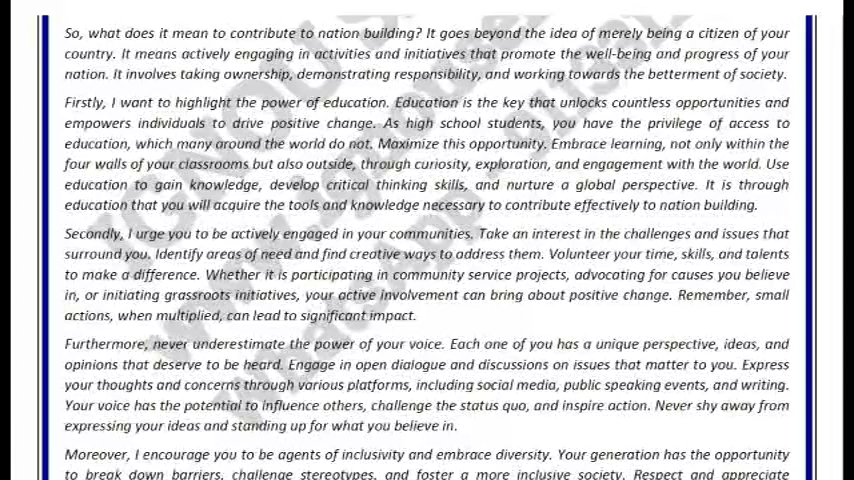 So, what does it mean to contribute to nation building? It goes beyond the idea of merely being a citizen of your
country. It means actively engaging in activities and initiatives that promote the well-being and progress of your
nation. It involves taking ownership, demonstrating responsibility, and working towards the betterment of society.
Firstly, I want to highlight the power of education. Education is the key that unlocks countless opportunities and
empowers individuals to drive positive change. As high school students, you have the privilege of access to
education, which many around the world do not. Maximize this opportunity. Embrace learning, not only within the
four walls of your classrooms but also outside, through curiosity, exploration, and engagement with the world. Use
education to gain knowledge, develop critical thinking skills, and nurture a global perspective. It is through
education that you will acquire the tools and knowledge necessary to contribute effectively to nation building.
Secondly, I urge you to be actively engaged in your communities. Take an interest in the challenges and issues that
surround you. Identify areas of need and find creative ways to address them. Volunteer your time, skills, and talents
to make a difference. Whether it is participating in community service projects, advocating for causes you believe
in, or initiating grassroots initiatives, your active involvement can bring about positive change. Remember, small
actions, when multiplied, can lead to significant impact.
Furthermore, never underestimate the power of your voice. Each one of you has a unique perspective, ideas, and
opinions that deserve to be heard. Engage in open dialogue and discussions on issues that matter to you. Express
your thoughts and concerns through various platforms, including social media, public speaking events, and writing.
Your voice has the potential to influence others, challenge the status quo, and inspire action. Never shy away from
expressing your ideas and standing up for what you believe in.
Moreover, I encourage you to be agents of inclusivity and embrace diversity. Your generation has the opportunity
to break down barriers, challenge stereotypes, and foster a more inclusive society. Respect and appreciate
IGNOU